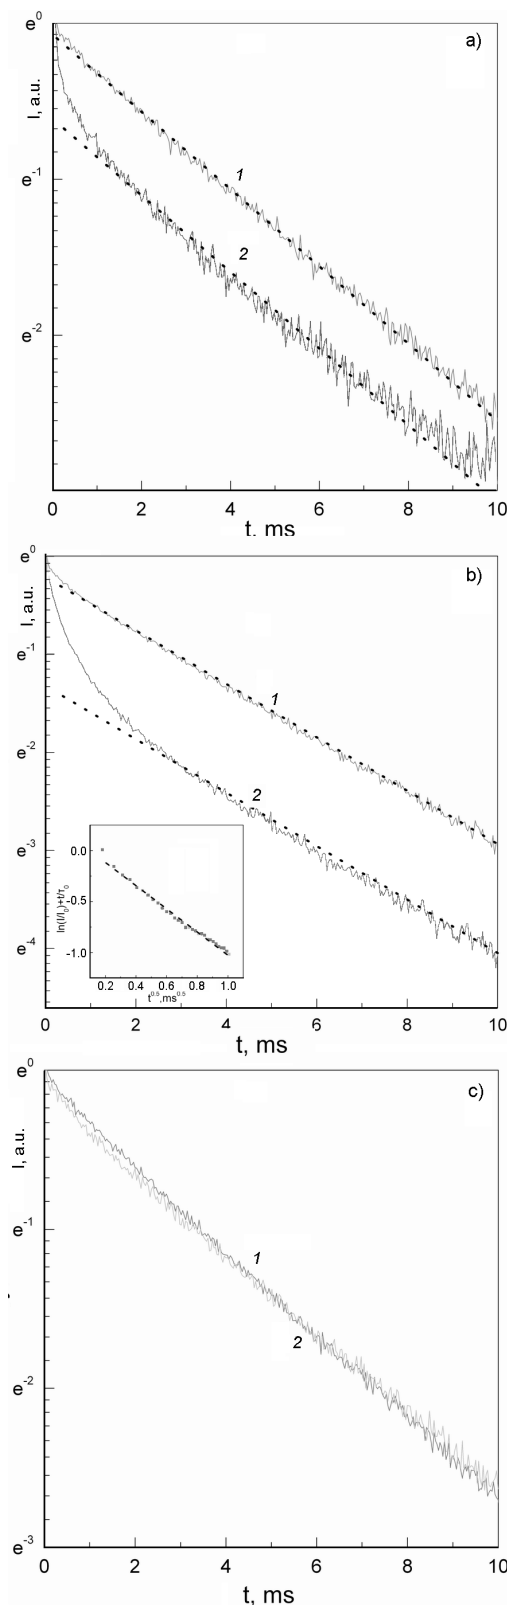 e^0
a)
I, a.u.
1
e^-1
2
e^-2
0 2 4 6 8 10
t, ms
e^0
b)
I, a.u.
e^-1
1
e^-2
2
e^-3
e^-4
0.0
-0.5
-1.0
ln(I/I_0)+t/τ_0
0.2 0.4 0.6 0.8 1.0
t^0.5, ms^0.5
0 2 4 6 8 10
t, ms
e^0
c)
I, a.u.
e^-1
1
2
e^-2
e^-3
0 2 4 6 8 10
t, ms